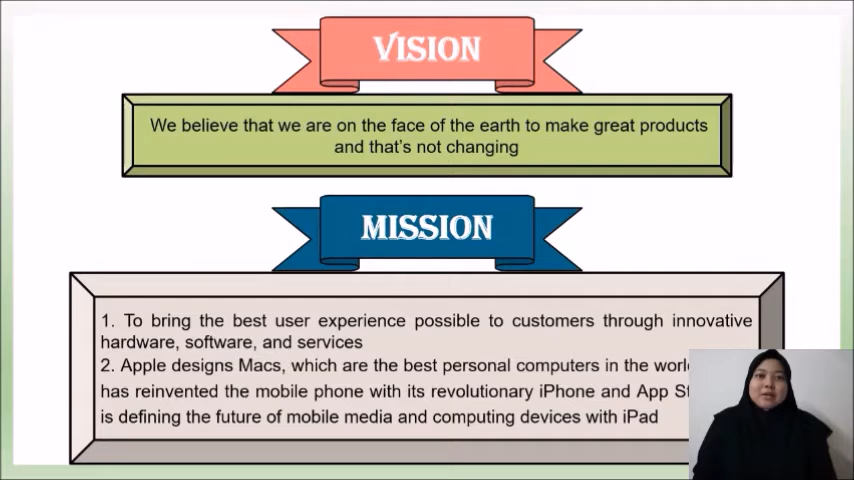 VISION
We believe that we are on the face of the earth to make great products
and that's not changing
MISSION
1. To bring the best user experience possible to customers through innovative
hardware, software, and services
2. Apple designs Macs, which are the best personal computers in the
has reinvented the mobile phone with its revolutionary iPhone and App
is defining the future of mobile media and computing devices with iPad